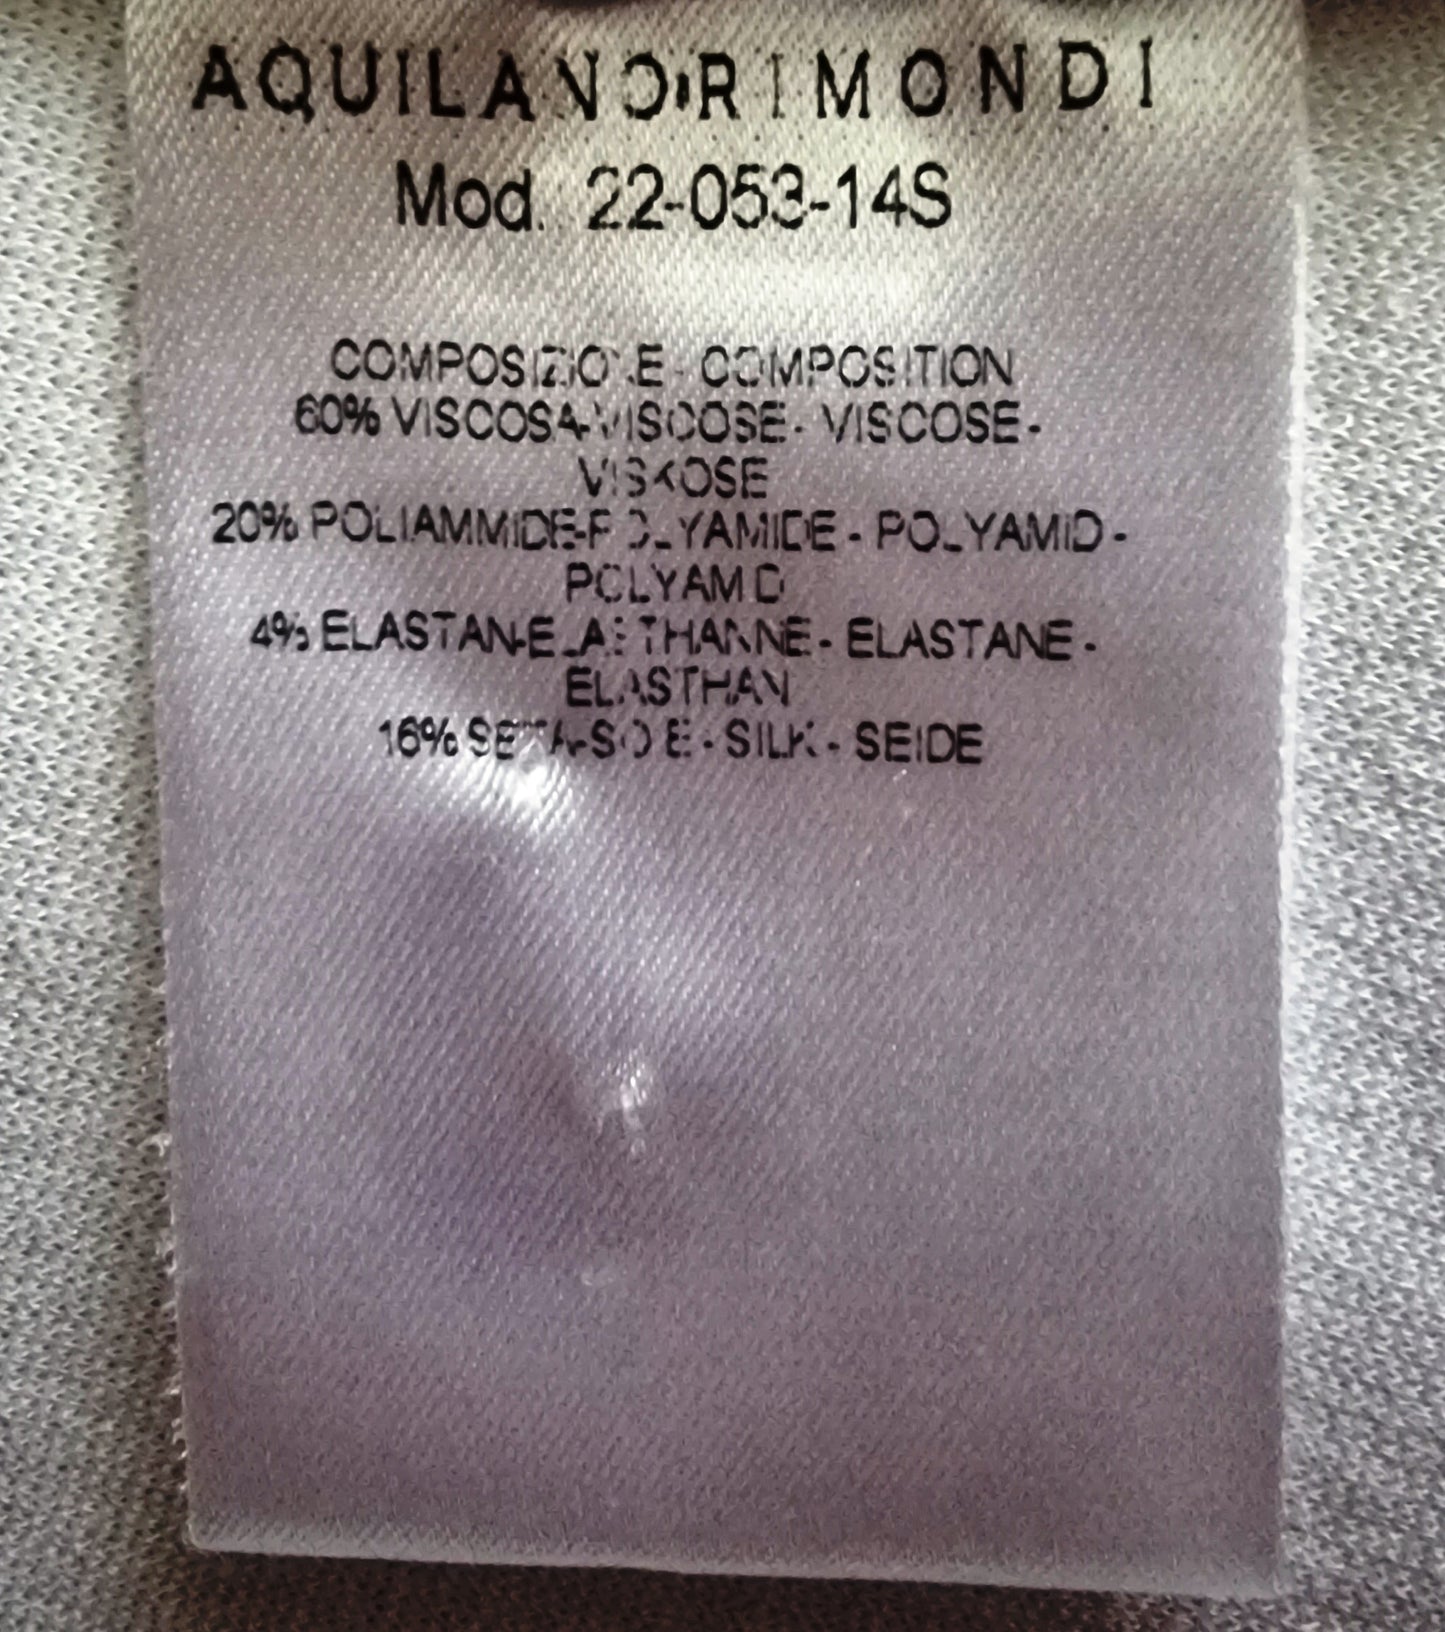 AQUILANO.RIMONDI
Mod. 22-053-14S
COMPOSIZIONE - COMPOSITION
60% VISCOSA-VISCOSE - VISCOSE -
VISKOSE
20% POLIAMMIDE-POLYAMIDE - POLYAMID -
POLYAMID
4% ELASTAN-ELASTHANNE - ELASTANE -
ELASTHAN
16% SETA-SOIE - SILK - SEIDE